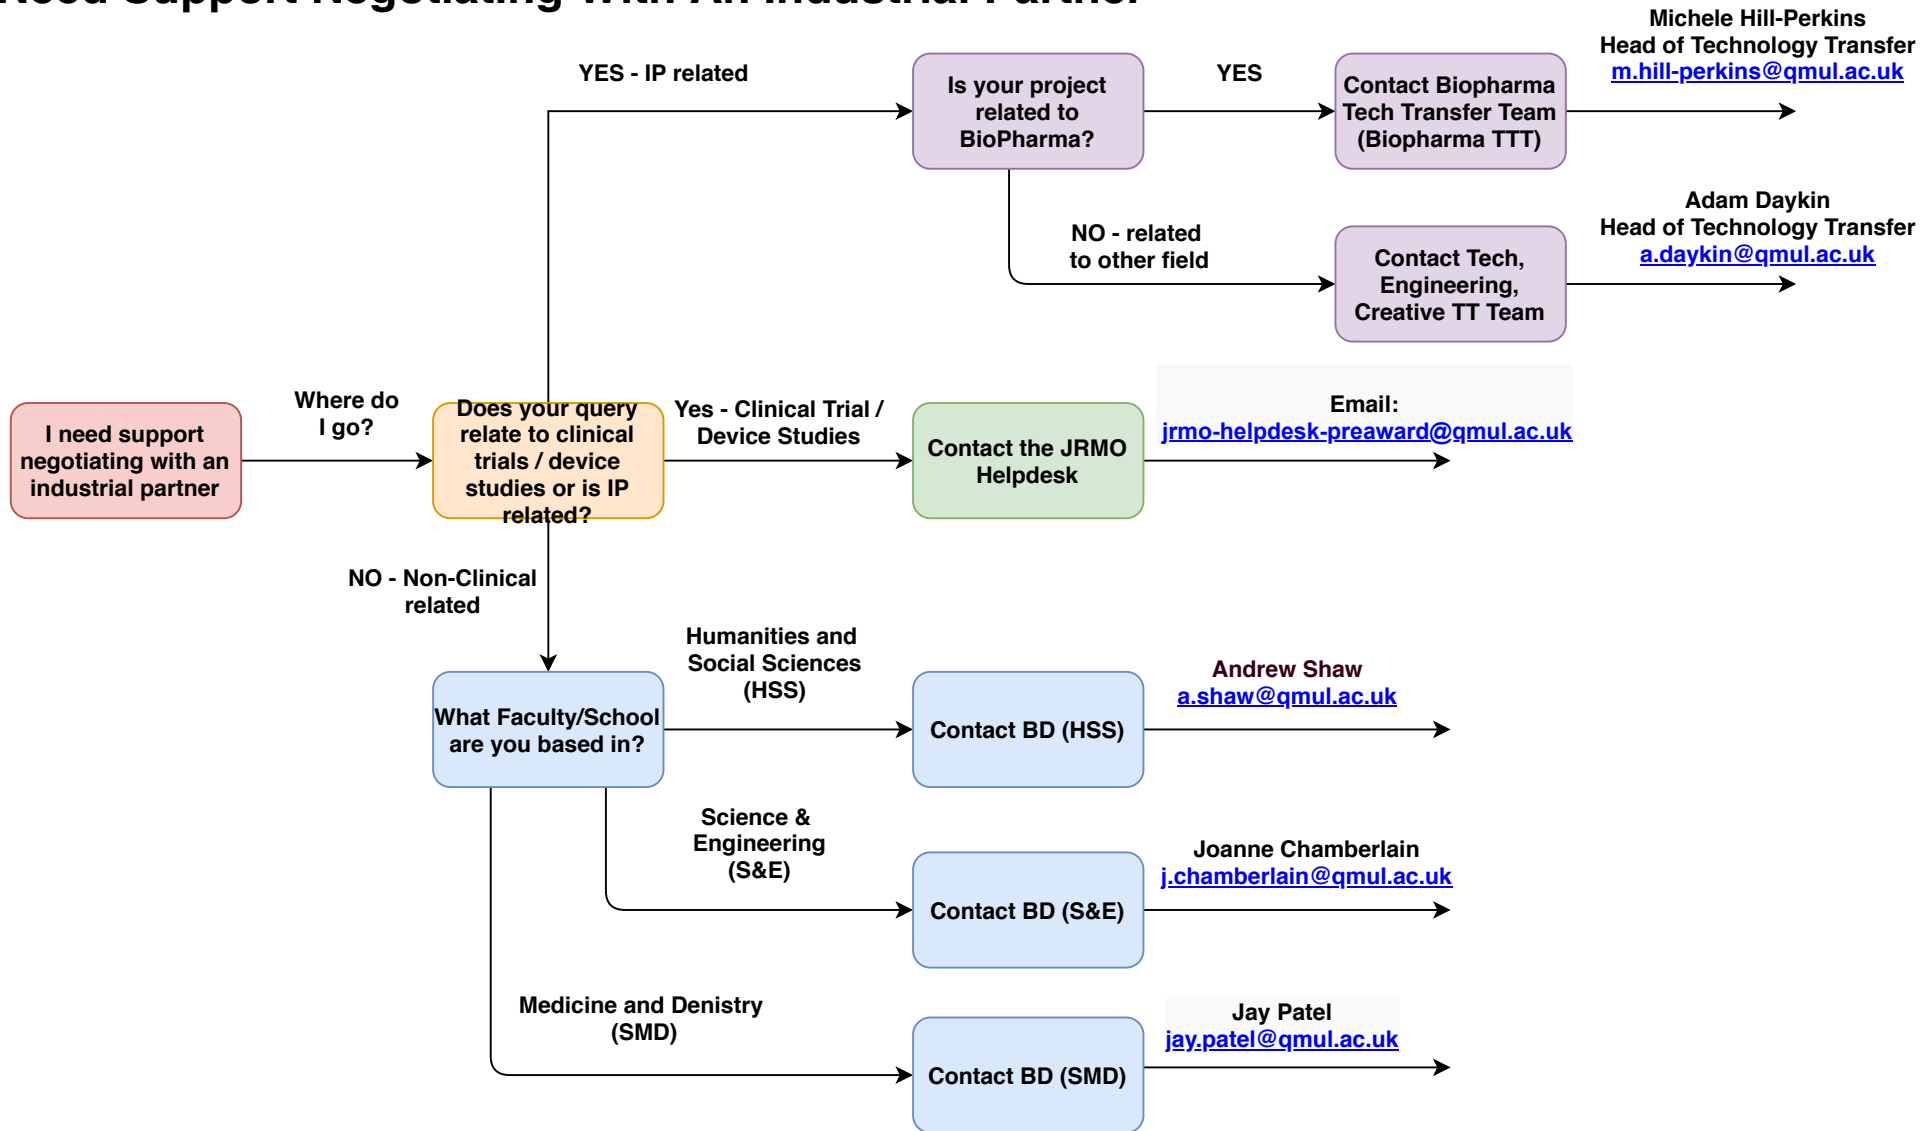 Need Support Negotiating With An Industrial Partner
Michele Hill-Perkins
Head of Technology Transfer
m.hill-perkins@qmul.ac.uk
YES - IP related
Is your project
related to
BioPharma?
YES
Contact Biopharma
Tech Transfer Team
(Biopharma TTT)
Adam Daykin
Head of Technology Transfer
a.daykin@qmul.ac.uk
NO - related
to other field
Contact Tech,
Engineering,
Creative TT Team
I need support
negotiating with an
industrial partner
Where do
I go?
Does your query
relate to clinical
trials / device
studies or is IP
related?
Yes - Clinical Trial /
Device Studies
Contact the JRMO
Helpdesk
Email:
jrmo-helpdesk-preaward@qmul.ac.uk
NO - Non-Clinical
related
What Faculty/School
are you based in?
Humanities and
Social Sciences
(HSS)
Contact BD (HSS)
Andrew Shaw
a.shaw@qmul.ac.uk
Science &
Engineering
(S&E)
Contact BD (S&E)
Joanne Chamberlain
j.chamberlain@qmul.ac.uk
Medicine and Denistry
(SMD)
Contact BD (SMD)
Jay Patel
jay.patel@qmul.ac.uk